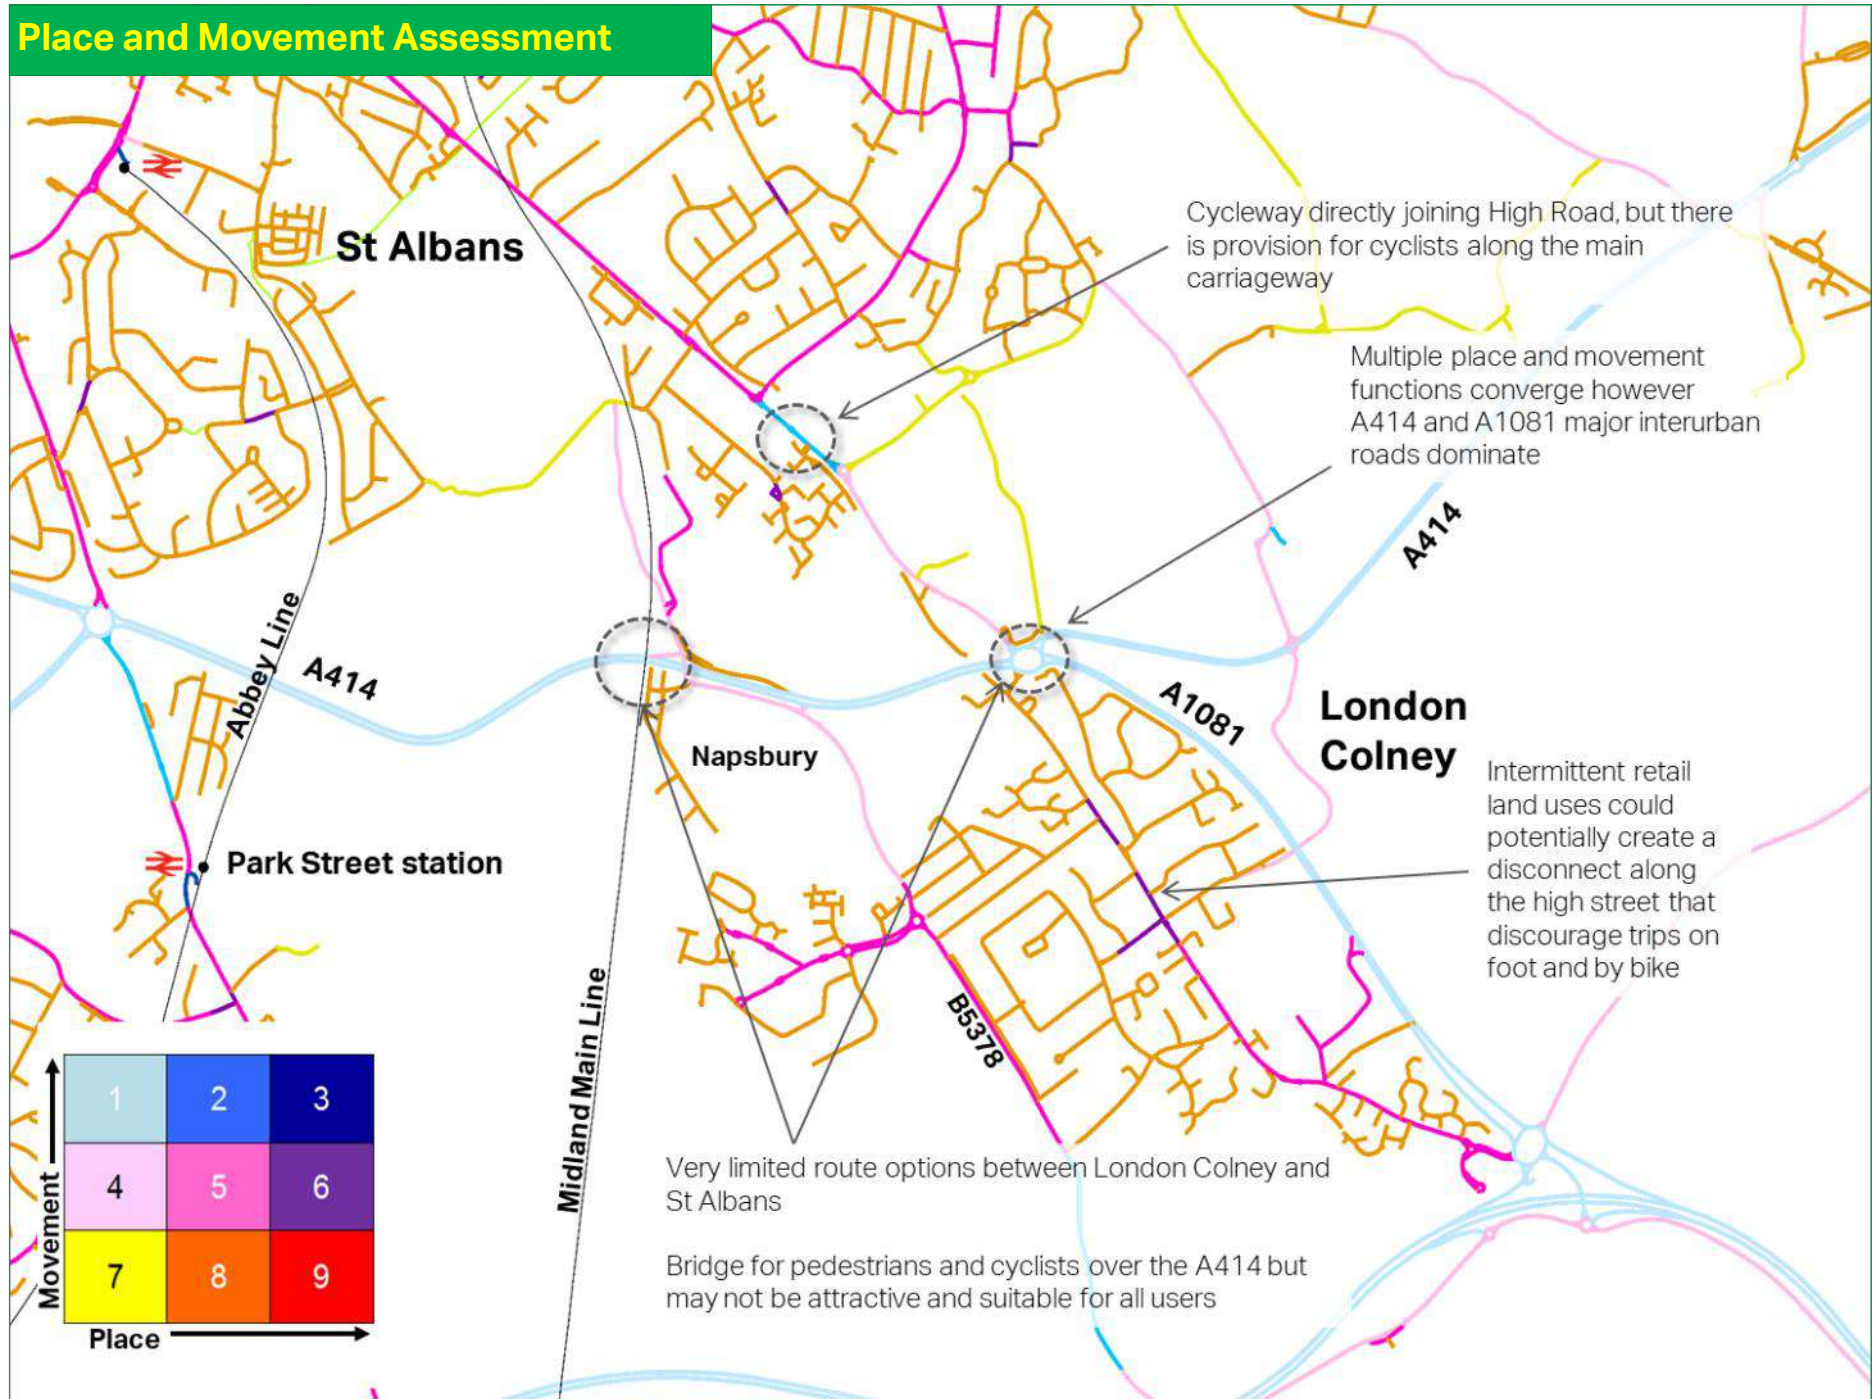 Place and Movement Assessment
St Albans
Cycleway directly joining High Road, but there
is provision for cyclists along the main
carriageway
Multiple place and movement
functions converge however
A414 and A1081 major interurban
roads dominate
A414
Abbey Line
A414
A1081
London
Colney
Napsbury
Intermittent retail
land uses could
potentially create a
disconnect along
the high street that
discourage trips on
foot and by bike
Park Street station
B5378
Midland Main Line
1 2 3
4 5 6
7 8 9
Movement
Place
Very limited route options between London Colney and
St Albans
Bridge for pedestrians and cyclists over the A414 but
may not be attractive and suitable for all users